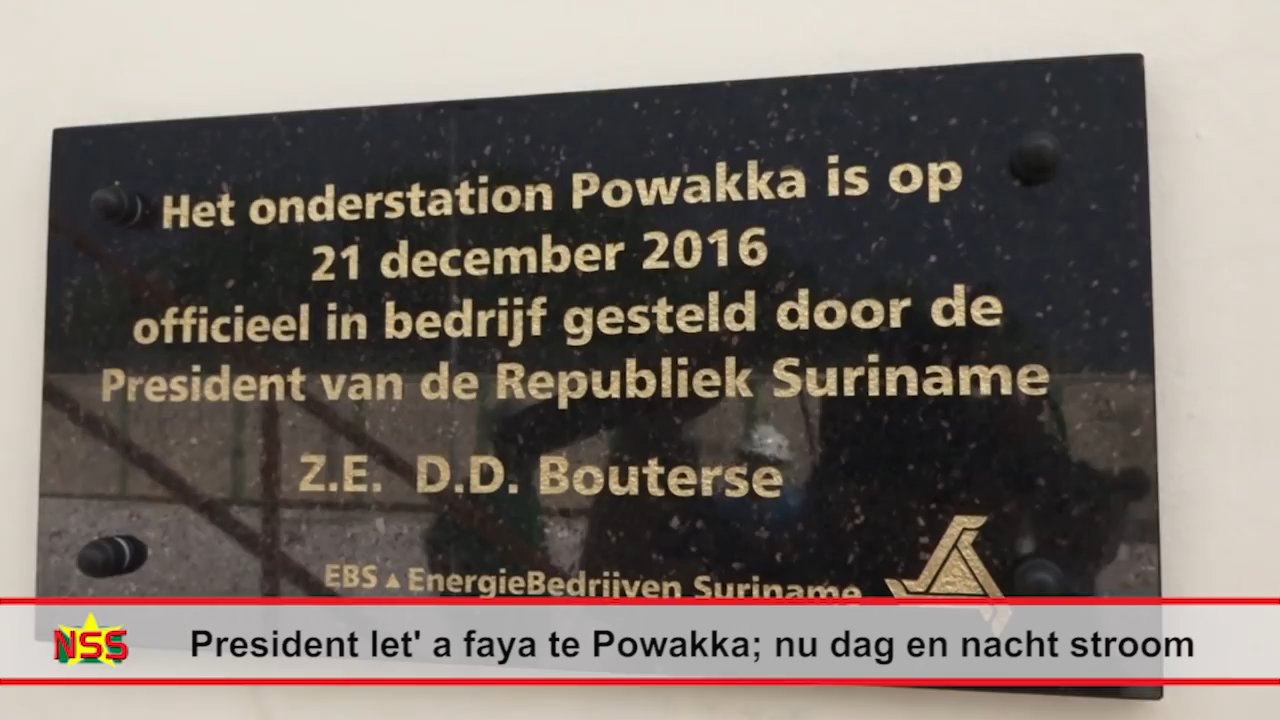 Het onderstation Powakka is op
21 december 2016
officieel in bedrijf gesteld door de
President van de Republiek Suriname
Z.E. D.D. Bouterse
EBS ▲ EnergieBedrijven Suriname
NSS President let' a faya te Powakka; nu dag en nacht stroom